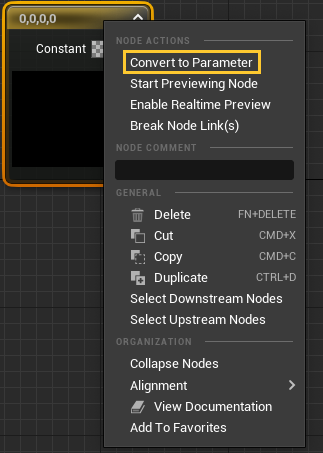 0,0,0,0
Constant
NODE ACTIONS
Convert to Parameter
Start Previewing Node
Enable Realtime Preview
Break Node Link(s)
NODE COMMENT
GENERAL
Delete FN+DELETE
Cut CMD+X
Copy CMD+C
Duplicate CTRL+D
Select Downstream Nodes
Select Upstream Nodes
ORGANIZATION
Collapse Nodes
Alignment
View Documentation
Add To Favorites